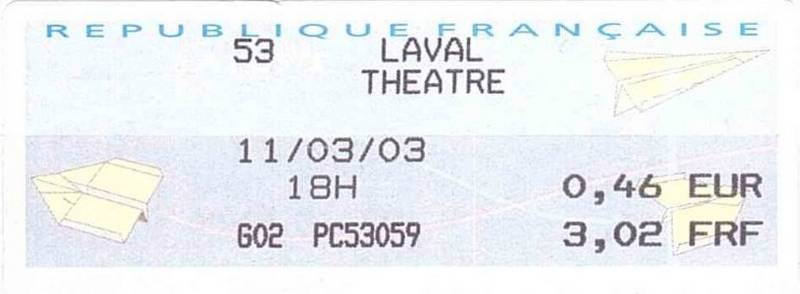 REPUBLIQUE FRANÇAISE
53 LAVAL
THEATRE
11/03/03
18H 0,46 EUR
G02 PC53059 3,02 FRF